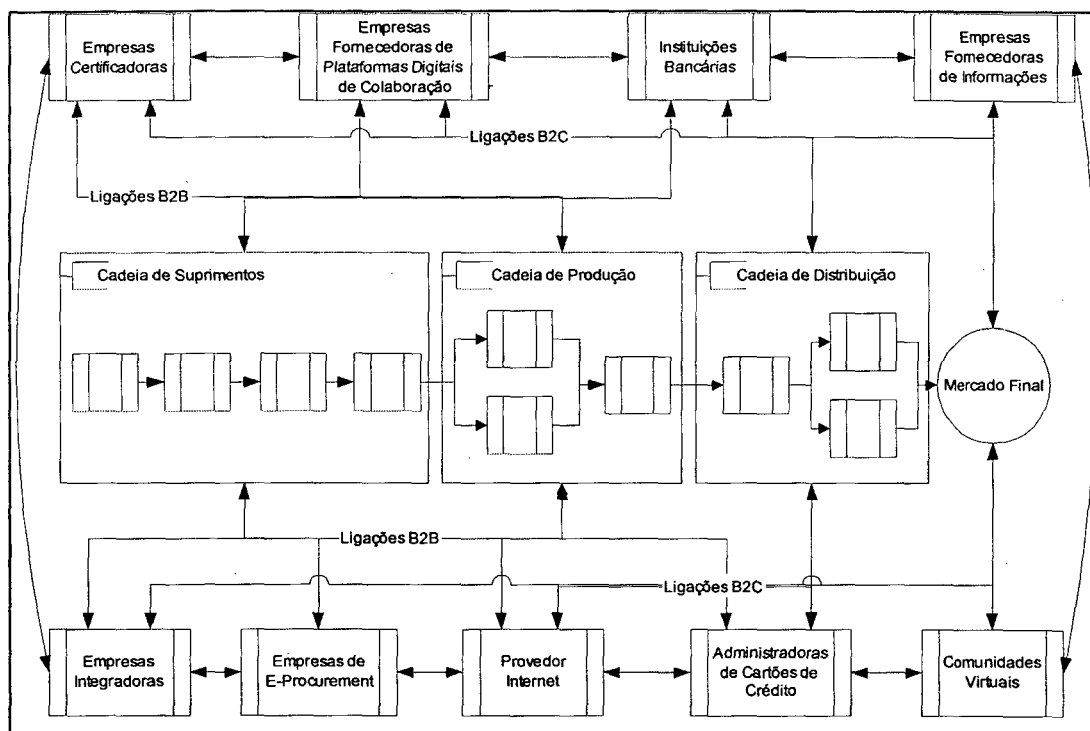 Empresas
Certificadoras
Empresas
Fornecedoras de
Plataformas Digitais
de Colaboração
Instituições
Bancárias
Empresas
Fornecedoras
de Informações
Ligações B2C
Ligações B2B
Cadeia de Suprimentos
Cadeia de Produção
Cadeia de Distribuição
Mercado Final
Ligações B2B
Ligações B2C
Empresas
Integradoras
Empresas de
E-Procurement
Provedor
Internet
Administradoras
de Cartões de
Crédito
Comunidades
Virtuais